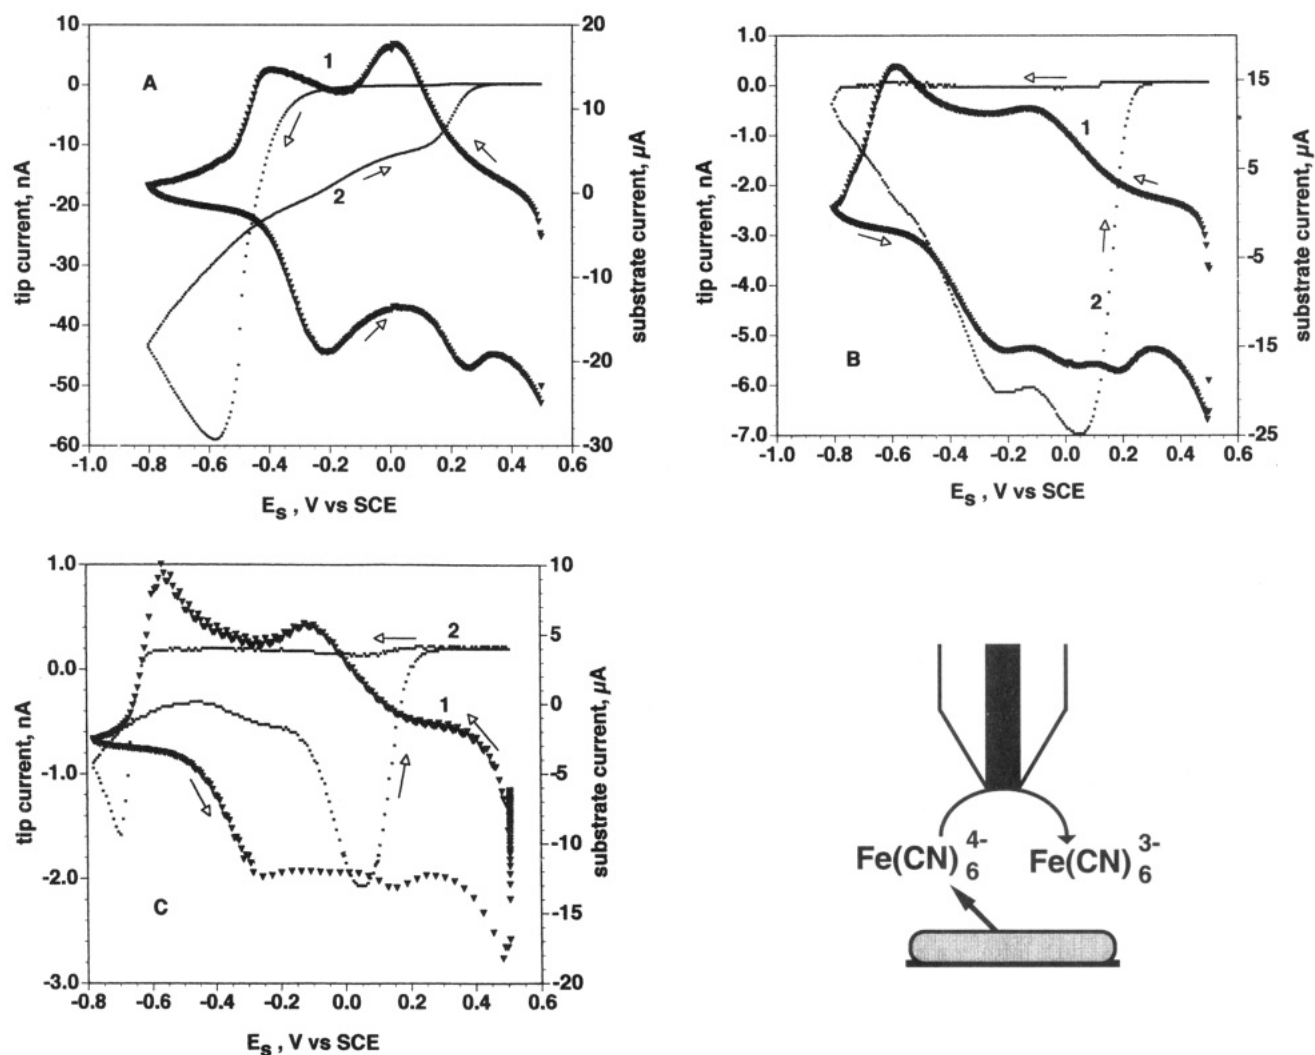 A
1
2
10
0
-10
-20
-30
-40
-50
-60
tip current, nA
20
10
0
-10
-20
-30
substrate current, µA
-1.0 -0.8 -0.6 -0.4 -0.2 0.0 0.2 0.4 0.6
E_S , V vs SCE
B
1
2
1.0
0.0
-1.0
-2.0
-3.0
-4.0
-5.0
-6.0
-7.0
tip current, nA
15
5
-5
-15
-25
substrate current, µA
-1.0 -0.8 -0.6 -0.4 -0.2 0.0 0.2 0.4 0.6
E_S , V vs SCE
C
2
1
1.0
0.0
-1.0
-2.0
-3.0
tip current, nA
10
5
0
-5
-10
-15
-20
substrate current, µA
-0.8 -0.6 -0.4 -0.2 0.0 0.2 0.4 0.6
E_S , V vs SCE
Fe(CN)_6^4- Fe(CN)_6^3-